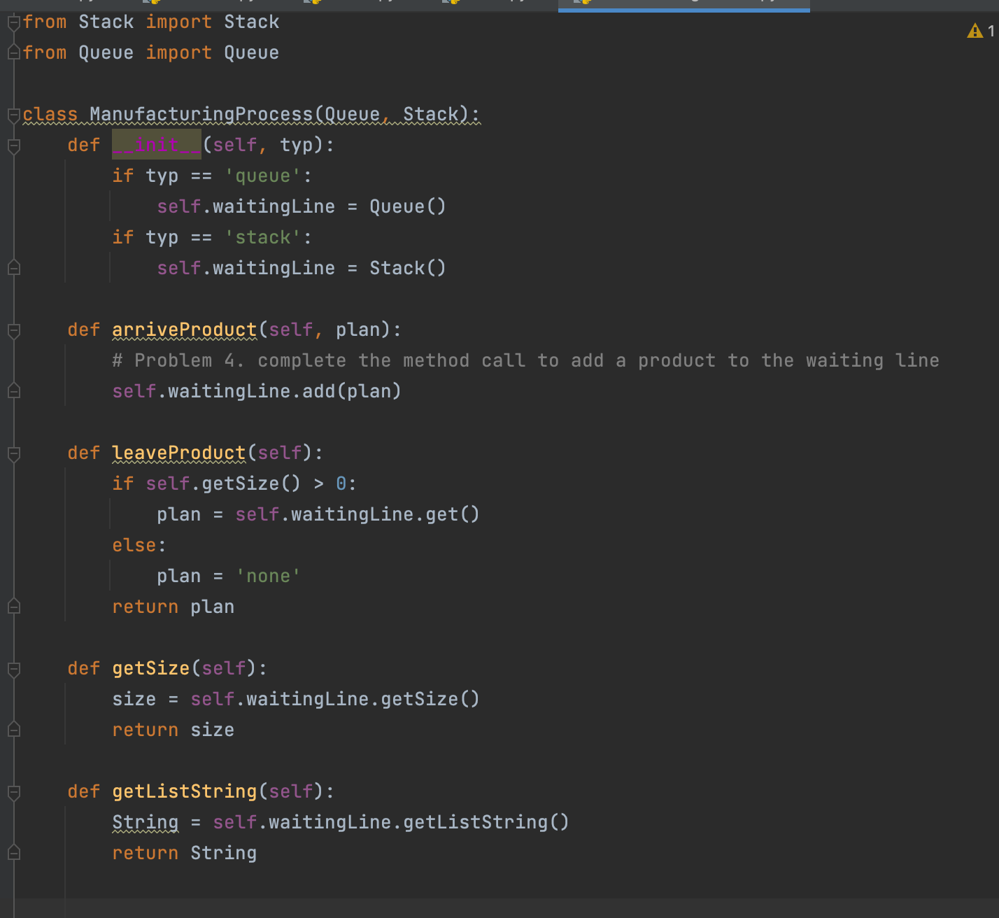 from Stack import Stack
1
from Queue import Queue
class ManufacturingProcess(Queue, Stack):
def __init__(self, typ):
if typ == 'queue':
self.waitingLine = Queue()
if typ == 'stack':
self.waitingLine = Stack()
def arriveProduct(self, plan):
# Problem 4. complete the method call to add a product to the waiting line
self.waitingLine.add(plan)
def leaveProduct(self):
if self.getSize() > 0:
plan = self.waitingLine.get()
else:
plan = 'none'
return plan
def getSize(self):
size = self.waitingLine.getSize()
return size
def getListString(self):
String = self.waitingLine.getListString()
return String